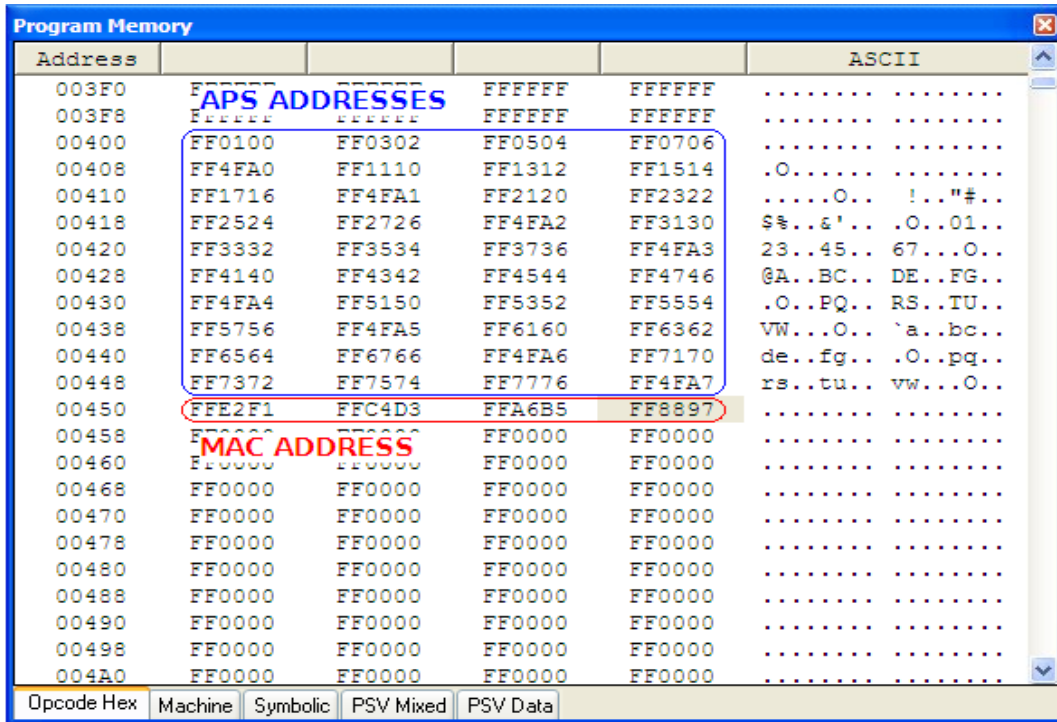 Program Memory
Address ASCII
003F0 FFFFFF FFFFFF ........ ........
APS ADDRESSES
003F8 FFFFFF FFFFFF ........ ........
00400 FF0100 FF0302 FF0504 FF0706 ........ ........
00408 FF4FA0 FF1110 FF1312 FF1514 .O...... ........
00410 FF1716 FF4FA1 FF2120 FF2322 .....O..  !.."#..
00418 FF2524 FF2726 FF4FA2 FF3130 $%..&'.. .O..01..
00420 FF3332 FF3534 FF3736 FF4FA3 23..45.. 67...O..
00428 FF4140 FF4342 FF4544 FF4746 @A..BC.. DE..FG..
00430 FF4FA4 FF5150 FF5352 FF5554 .O..PQ.. RS..TU..
00438 FF5756 FF4FA5 FF6160 FF6362 VW...O.. `a..bc..
00440 FF6564 FF6766 FF4FA6 FF7170 de..fg.. .O..pq..
00448 FF7372 FF7574 FF7776 FF4FA7 rs..tu.. vw...O..
00450 FFE2F1 FFC4D3 FFA6B5 FF8897 ........ ........
00458 FF0000 FF0000 ........ ........
MAC ADDRESS
00460 FF0000 FF0000 ........ ........
00468 FF0000 FF0000 FF0000 FF0000 ........ ........
00470 FF0000 FF0000 FF0000 FF0000 ........ ........
00478 FF0000 FF0000 FF0000 FF0000 ........ ........
00480 FF0000 FF0000 FF0000 FF0000 ........ ........
00488 FF0000 FF0000 FF0000 FF0000 ........ ........
00490 FF0000 FF0000 FF0000 FF0000 ........ ........
00498 FF0000 FF0000 FF0000 FF0000 ........ ........
004A0 FF0000 FF0000 FF0000 FF0000 ........ ........
Opcode Hex Machine Symbolic PSV Mixed PSV Data